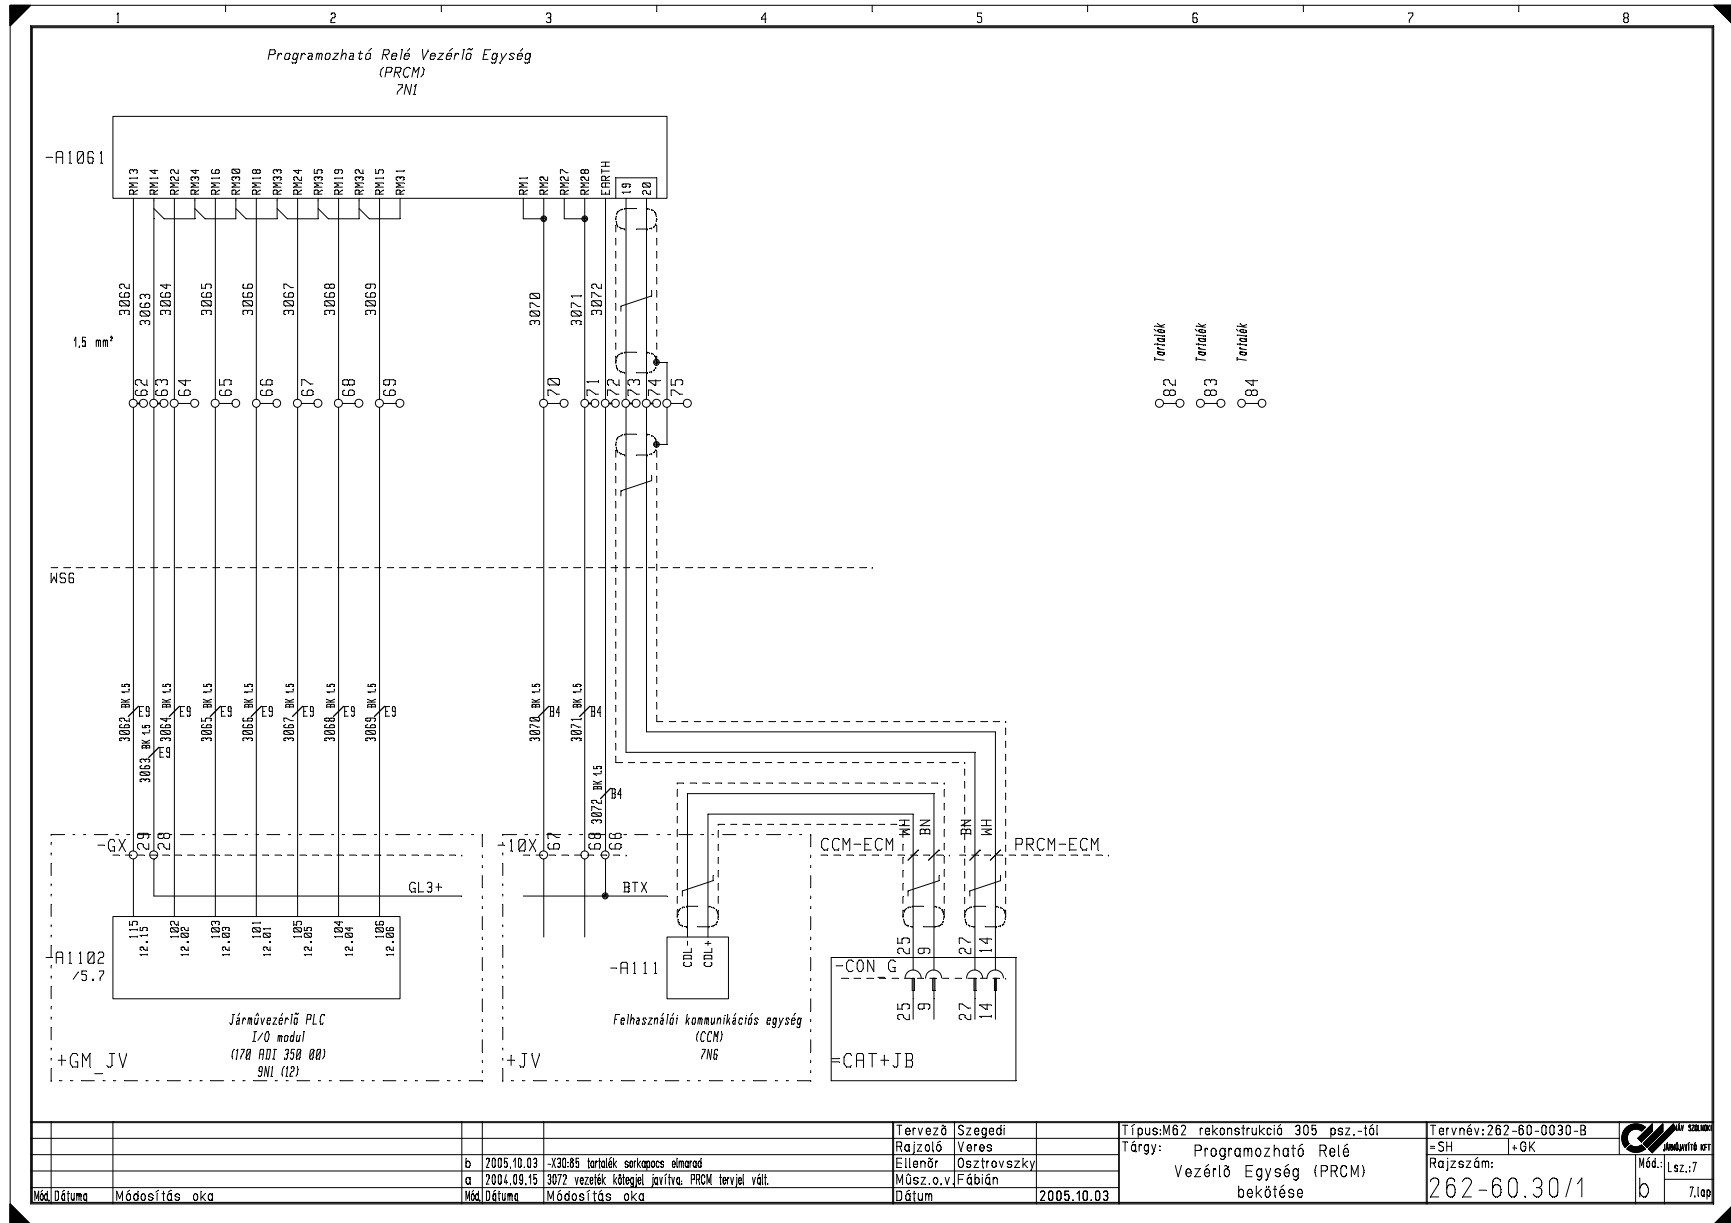 1 2 3 4 5 6 7 8
Programozható Relé Vezérlõ Egység
(PRCM)
7N1
-A1061
RM13 RM14 RM22 RM34 RM16 RM30 RM18 RM33 RM24 RM35 RM19 RM32 RM15 RM31 RM1 RM2 RM27 RM28 EARTH 19 20
3062 3063 3064 3065 3066 3067 3068 3069 3070 3071 3072
1,5 mm²
Tartalék Tartalék Tartalék
62 63 64 65 66 67 68 69 70 71 72 73 74 75 82 83 84
WS6
3062 BK 1.5 E9
3063 BK 1.5 E9
3064 BK 1.5 E9
3065 BK 1.5 E9
3066 BK 1.5 E9
3067 BK 1.5 E9
3068 BK 1.5 E9
3069 BK 1.5 E9
3070 BK 1.5 B4
3071 BK 1.5 B4
3072 BK 1.5 B4
-GX 29 28 -10X 67 68 66
WH BN BN WH
CCM-ECM PRCM-ECM
GL3+ BTX
115 102 103 101 105 104 106
12.15 12.02 12.03 12.01 12.05 12.04 12.06
-A1102
/5.7
CDL- CDL+
-A111
25 9 27 14
-CON_G
25 9 27 14
Jármûvezérlõ PLC
I/O modul
(170 ADI 350 00)
9N1 (12)
+GM_JV
Felhasználói kommunikációs egység
(CCM)
7N6
+JV
=CAT+JB
Tervezõ Szegedi
Rajzoló Veres
Ellenõr Osztrovszky
Mûsz.o.v. Fábián
Dátum 2005.10.03
b 2005.10.03 -X30:85 tartalék sorkapocs elmarad
a 2004.09.15 3072 vezeték kötegjel javítva; PRCM tervjel vált.
Mód. Dátuma Módosítás oka Mód. Dátuma Módosítás oka
Típus:M62 rekonstrukció 305 psz.-tól
Tárgy: Programozható Relé
Vezérlõ Egység (PRCM)
bekötése
Tervnév:262-60-0030-B
=SH +GK
Rajzszám:
262-60.30/1
Mód.:
b
Lsz.:7
7.lap
MÁV SZOLNOKI
JÁRMÛJAVÍTÓ KFT